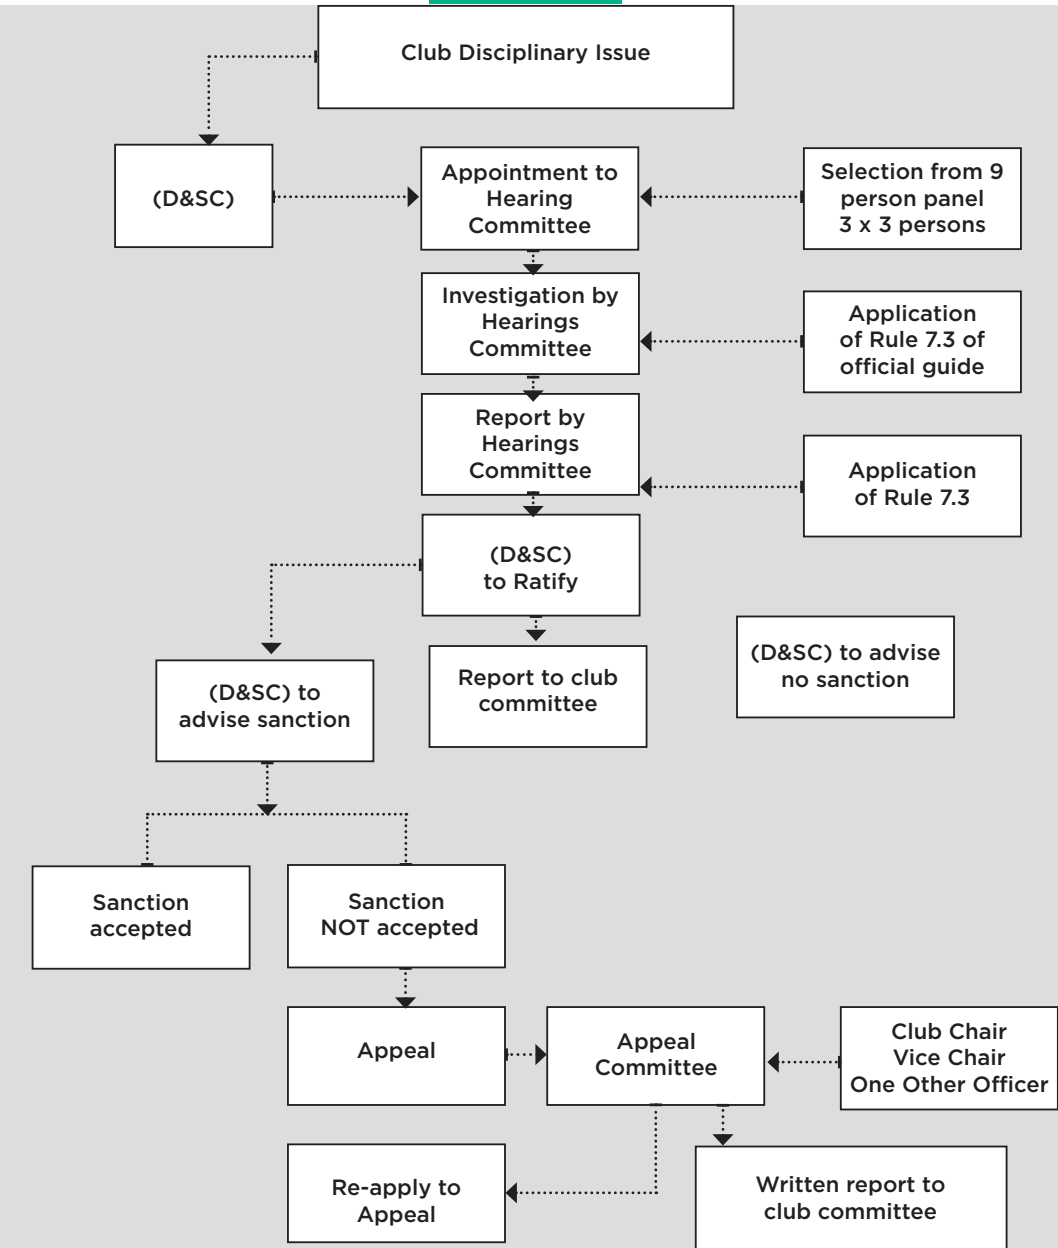 Club Disciplinary Issue
(D&SC)
Appointment to
Hearing
Committee
Selection from 9
person panel
3 x 3 persons
Investigation by
Hearings
Committee
Application
of Rule 7.3 of
official guide
Report by
Hearings
Committee
Application
of Rule 7.3
(D&SC)
to Ratify
(D&SC) to
advise sanction
Report to club
committee
(D&SC) to advise
no sanction
Sanction
accepted
Sanction
NOT accepted
Appeal
Appeal
Committee
Club Chair
Vice Chair
One Other Officer
Re-apply to
Appeal
Written report to
club committee